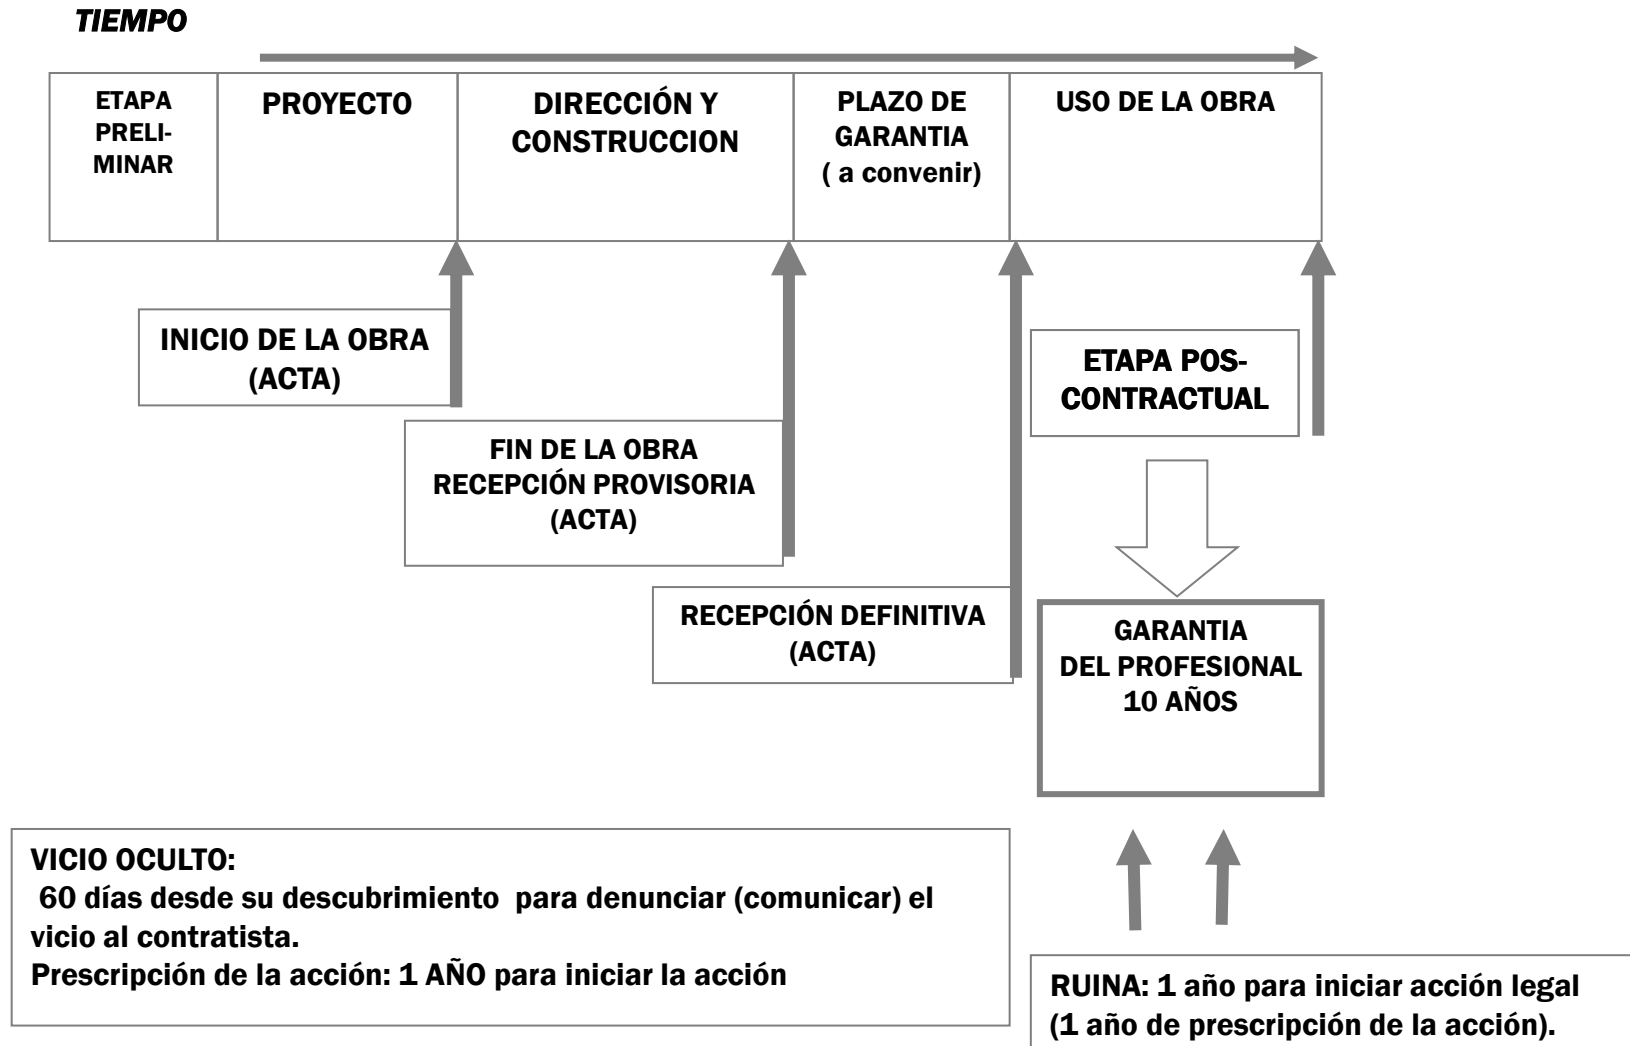 TIEMPO
ETAPA
PRELI-
MINAR
PROYECTO
DIRECCIÓN Y
CONSTRUCCION
PLAZO DE
GARANTIA
( a convenir)
USO DE LA OBRA
INICIO DE LA OBRA
(ACTA)
ETAPA POS-
CONTRACTUAL
FIN DE LA OBRA
RECEPCIÓN PROVISORIA
(ACTA)
RECEPCIÓN DEFINITIVA
(ACTA)
GARANTIA
DEL PROFESIONAL
10 AÑOS
VICIO OCULTO:
60 días desde su descubrimiento para denunciar (comunicar) el
vicio al contratista.
Prescripción de la acción: 1 AÑO para iniciar la acción
RUINA: 1 año para iniciar acción legal
(1 año de prescripción de la acción).